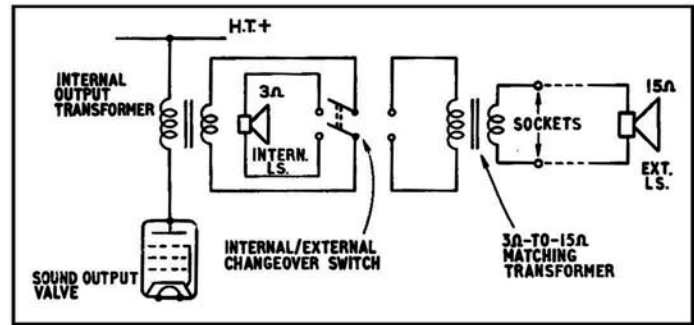 H.T.+
INTERNAL
OUTPUT
TRANSFORMER
3Ω
INTERN.
LS.
15Ω
SOCKETS
EXT.
LS.
INTERNAL/EXTERNAL
CHANGEOVER SWITCH
3Ω-TO-15Ω
MATCHING
TRANSFORMER
SOUND OUTPUT
VALVE